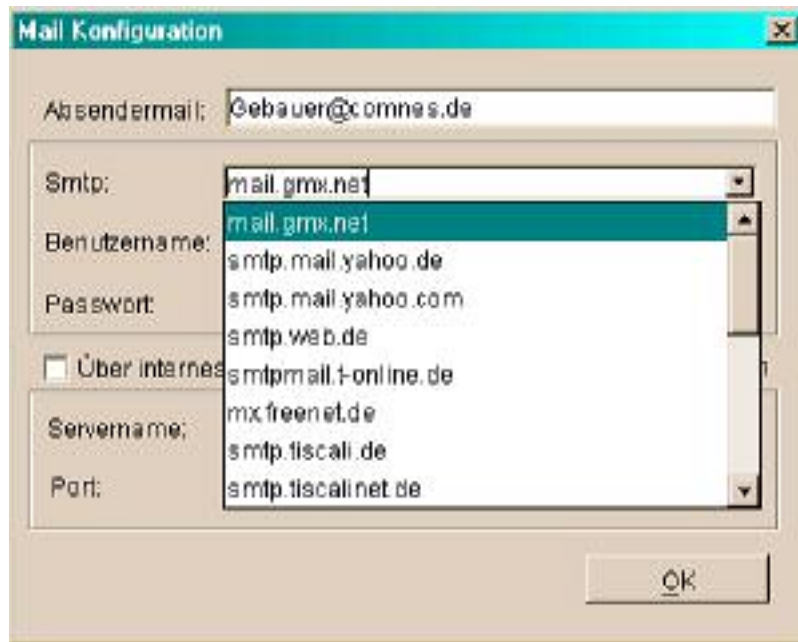 Mail Konfiguration
Absendermail: Gebauer@comnes.de
Smtp: mail.gmx.net
mail.gmx.net
Benutzername:
smtp.mail.yahoo.de
Passwort:
smtp.mail.yahoo.com
smtp.web.de
Über internes
smtpmail.t-online.de
mx.freenet.de
Servername:
smtp.tiscali.de
Port:
smtp.tiscalinet.de
OK